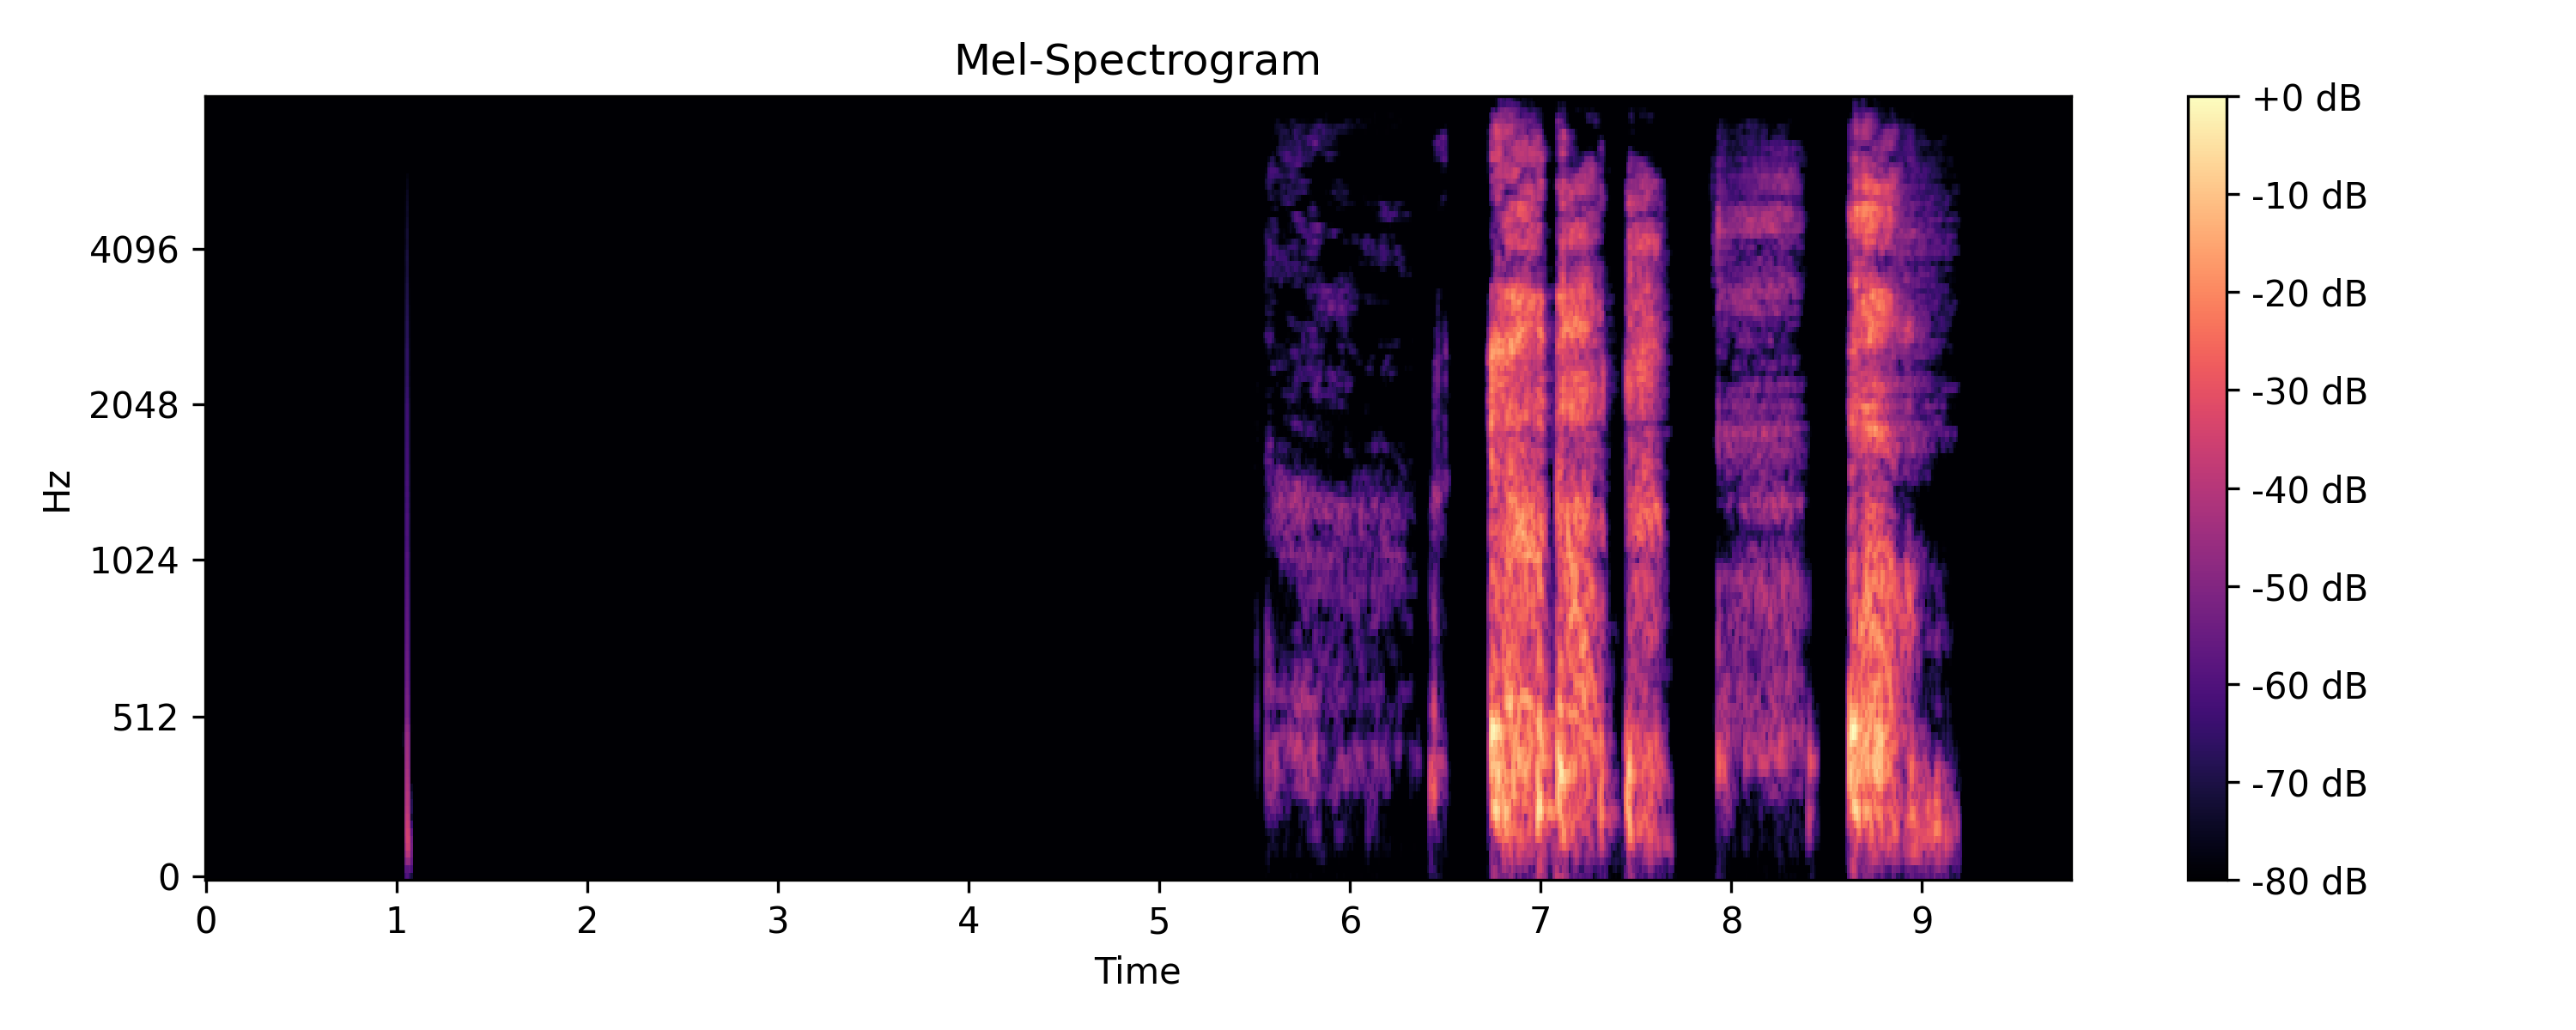 Mel-Spectrogram
Hz
4096
2048
1024
512
0
0 1 2 3 4 5 6 7 8 9
Time
+0 dB
-10 dB
-20 dB
-30 dB
-40 dB
-50 dB
-60 dB
-70 dB
-80 dB